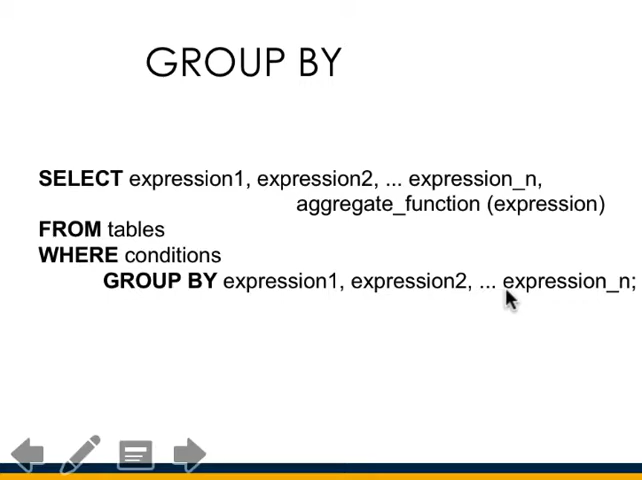 GROUP BY
SELECT expression1, expression2, ... expression_n,
aggregate_function (expression)
FROM tables
WHERE conditions
GROUP BY expression1, expression2, ... expression_n;